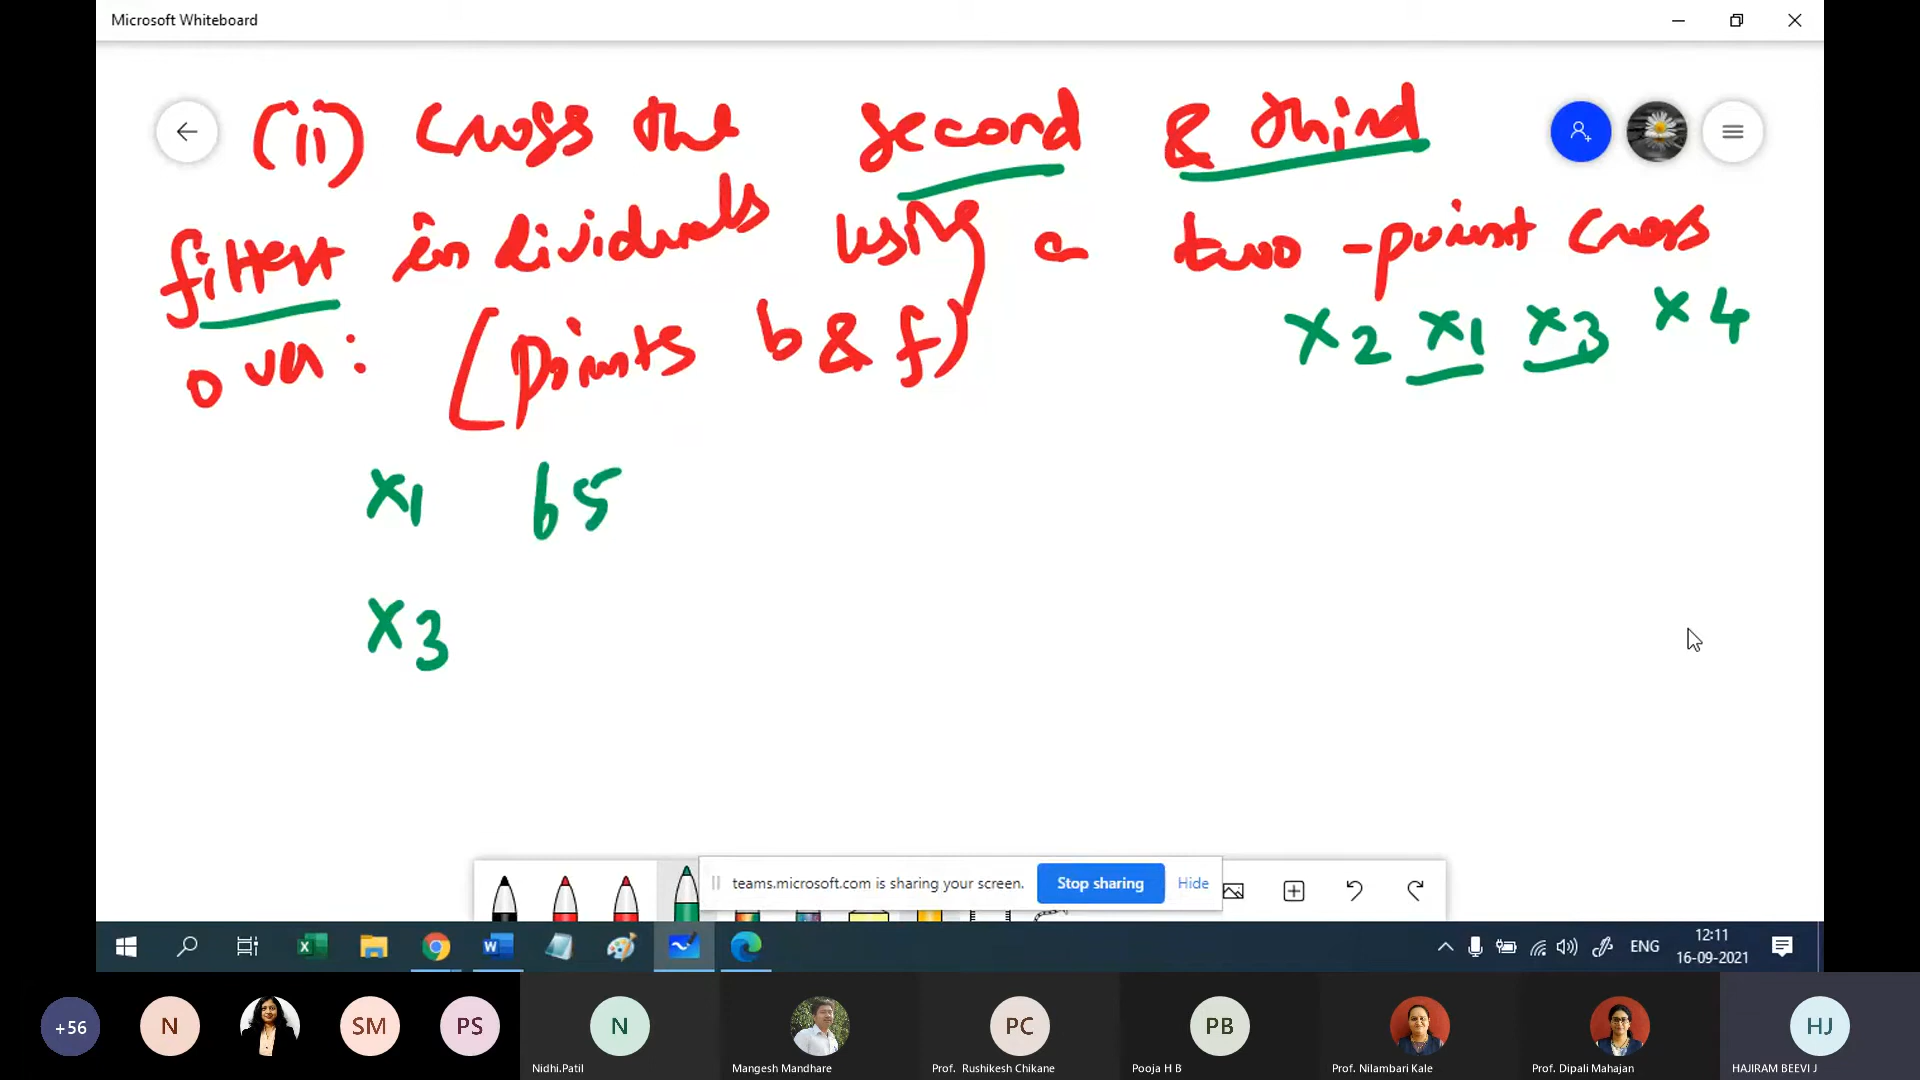 Microsoft Whiteboard
(ii) Cross the second & third
fittest individuals using a two-point cross
over: (points b & f)
x2 x1 x3 x4
x1 65
x3
teams.microsoft.com is sharing your screen. Stop sharing Hide
ENG 12:11
16-09-2021
+56 N SM PS N PC PB HJ
Nidhi.Patil Mangesh Mandhare Prof. Rushikesh Chikane Pooja H B Prof. Nilambari Kale Prof. Dipali Mahajan HAJIRAM BEEVI J